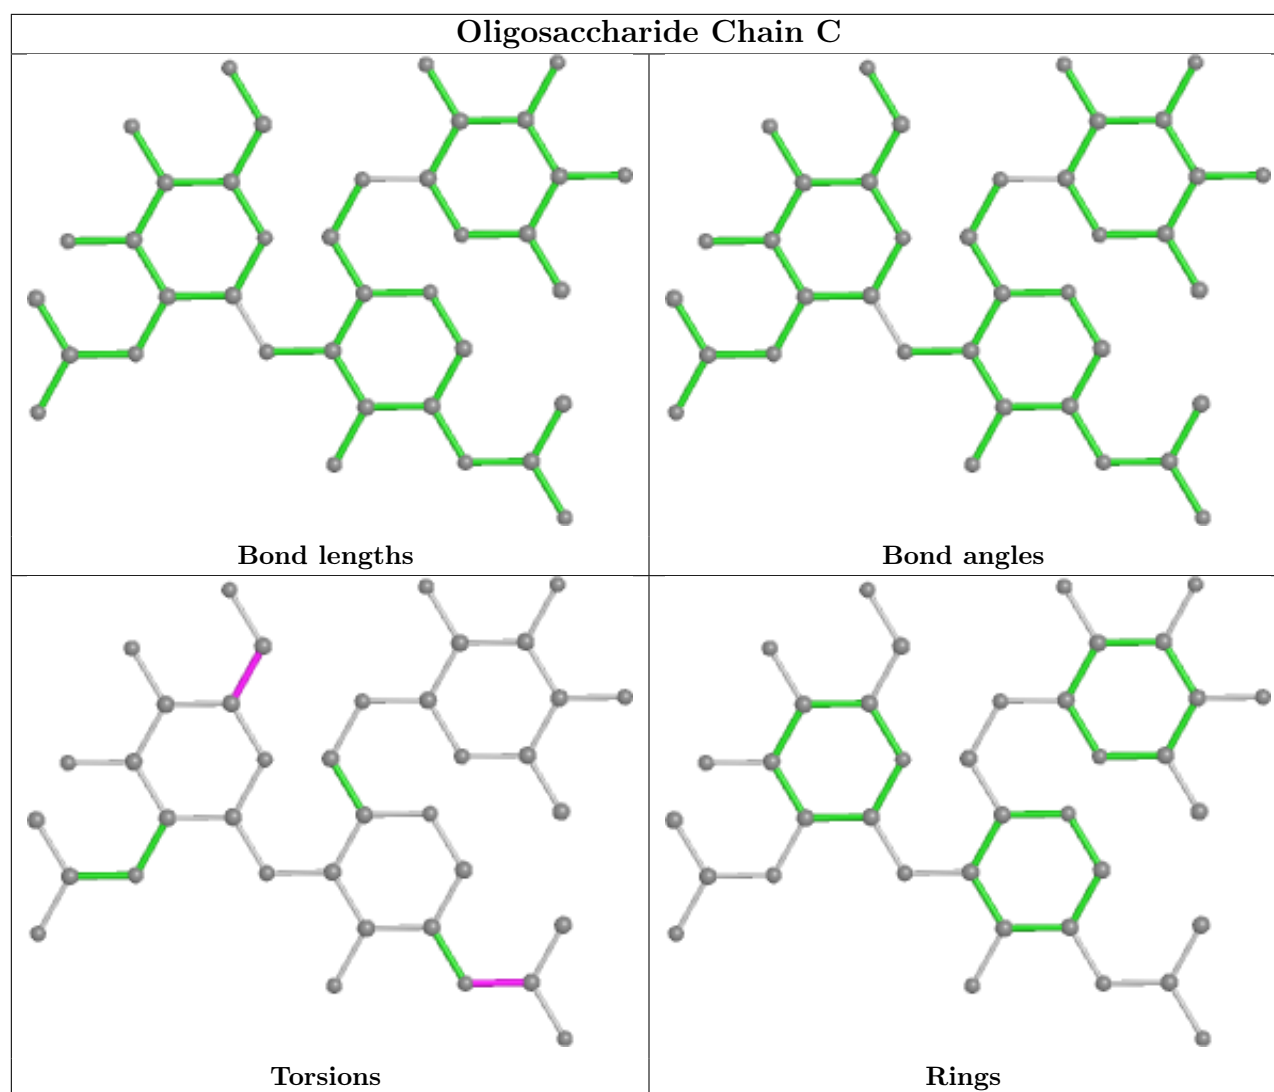 Oligosaccharide Chain C
Bond lengths
Bond angles
Torsions
Rings